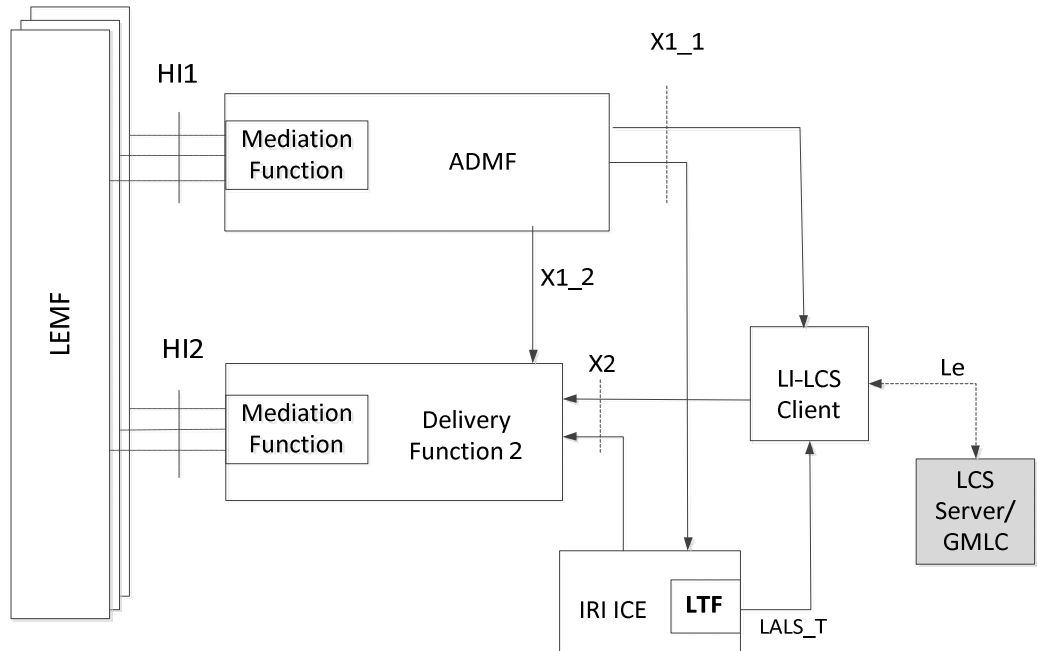 X1_1
HI1
Mediation
Function
ADMF
X1_2
LEMF
HI2
X2
Mediation
Function
Delivery
Function 2
LI-LCS
Client
Le
LCS
Server/
GMLC
IRI ICE
LTF
LALS_T